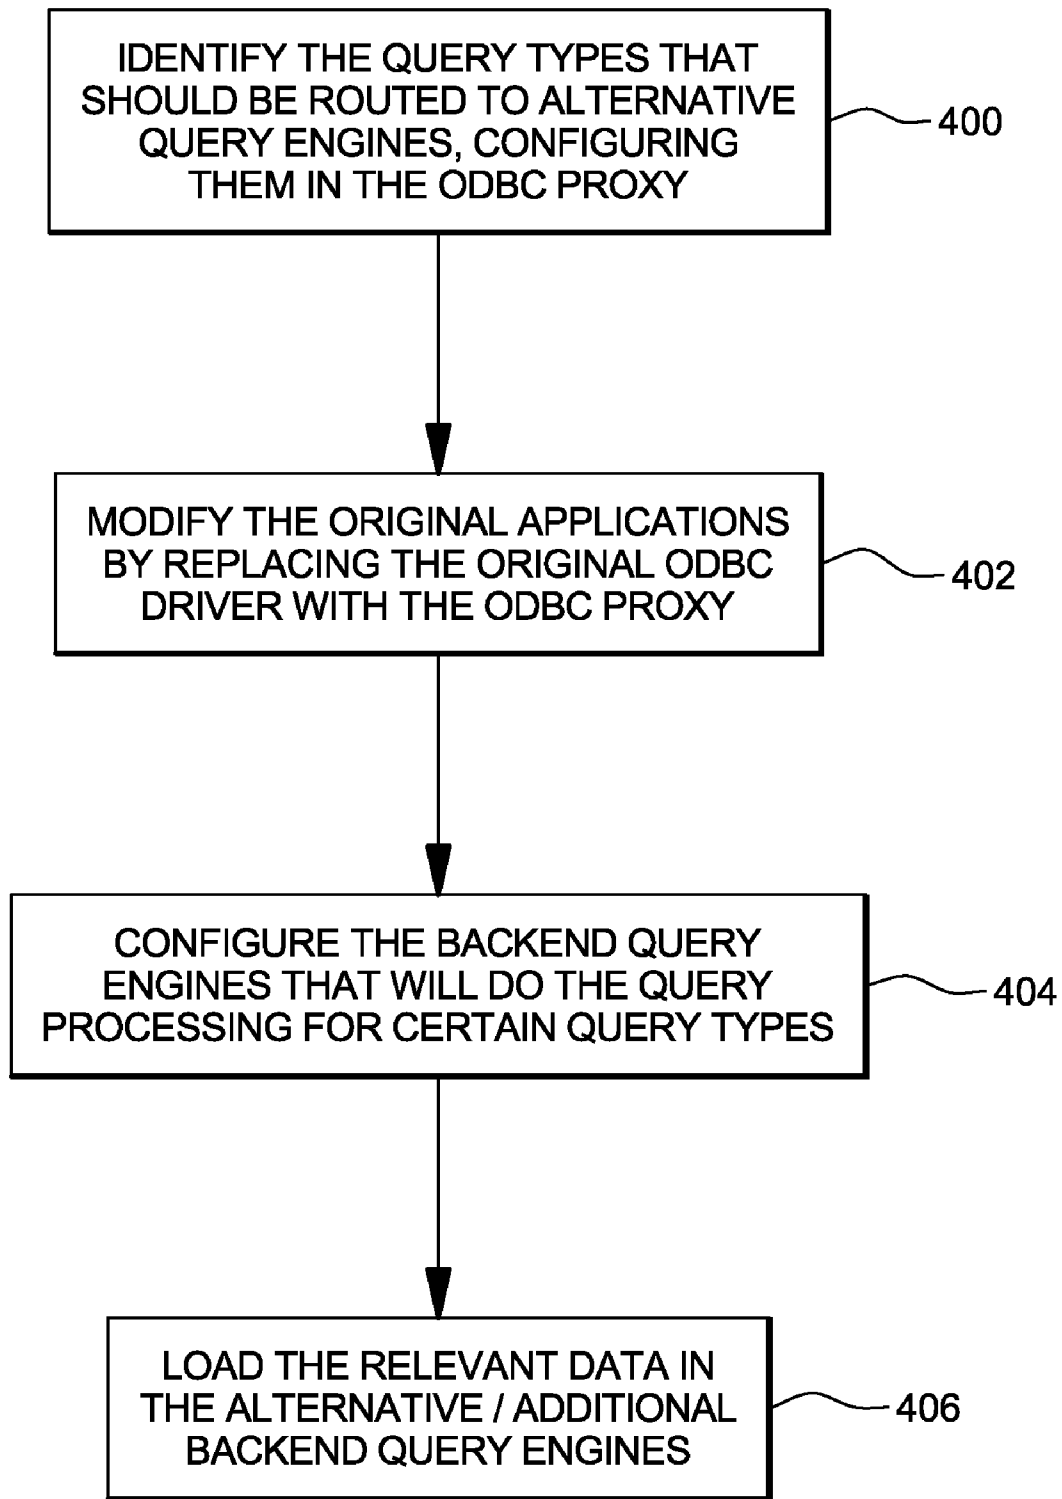 IDENTIFY THE QUERY TYPES THAT
SHOULD BE ROUTED TO ALTERNATIVE
QUERY ENGINES, CONFIGURING
THEM IN THE ODBC PROXY
400
MODIFY THE ORIGINAL APPLICATIONS
BY REPLACING THE ORIGINAL ODBC
DRIVER WITH THE ODBC PROXY
402
CONFIGURE THE BACKEND QUERY
ENGINES THAT WILL DO THE QUERY
PROCESSING FOR CERTAIN QUERY TYPES
404
LOAD THE RELEVANT DATA IN
THE ALTERNATIVE / ADDITIONAL
BACKEND QUERY ENGINES
406